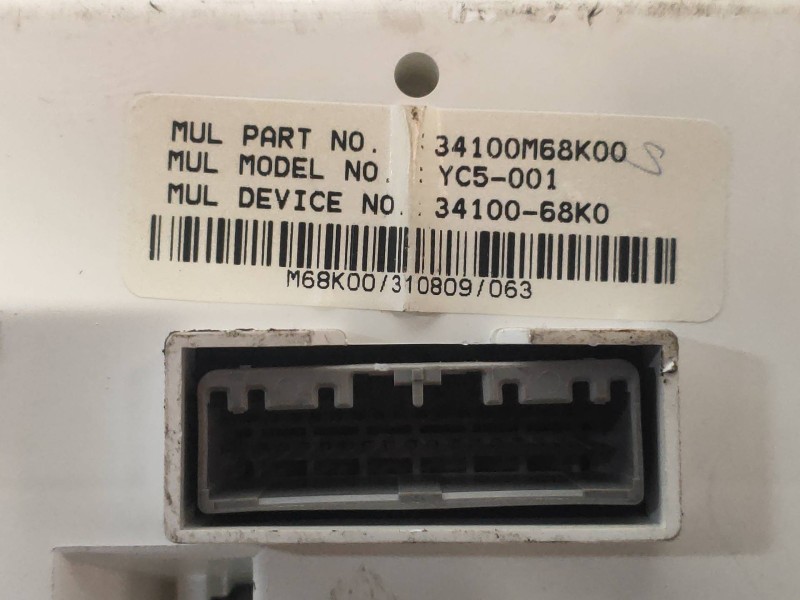 MUL PART NO. : 34100M68K00
MUL MODEL NO. : YC5-001
MUL DEVICE NO. : 34100-68K0
M68K00/310809/063